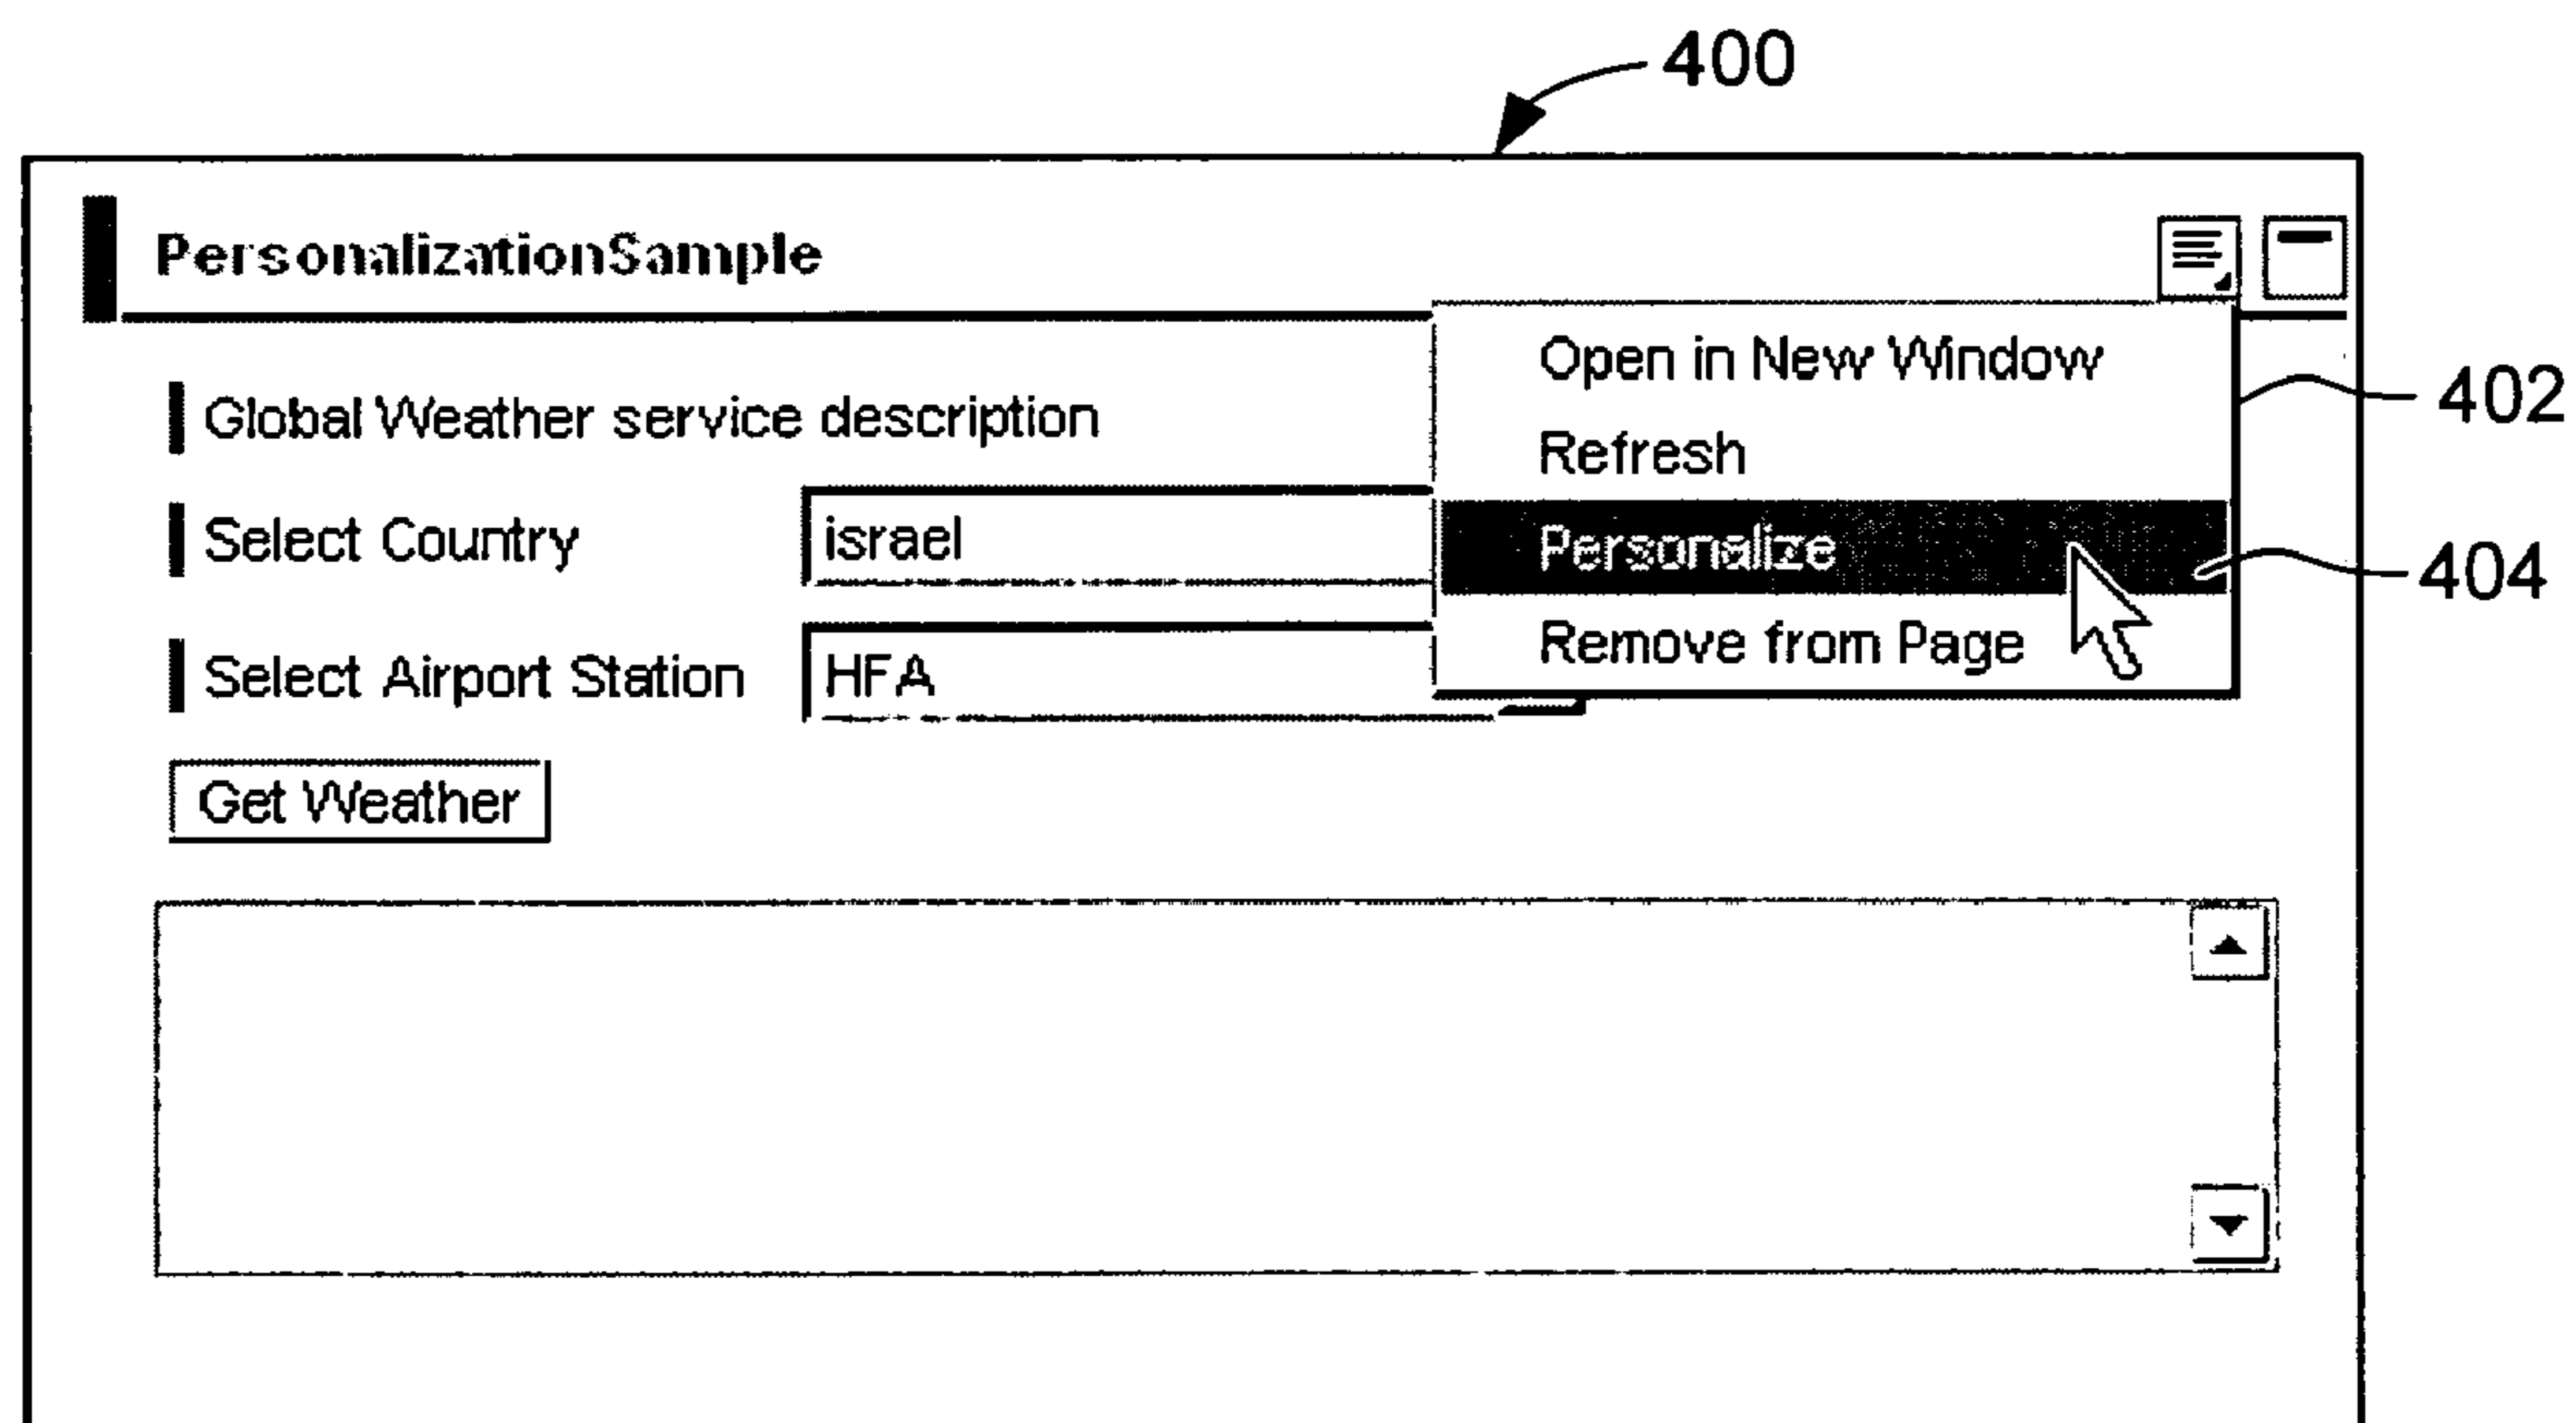 400
PersonalizationSample
Open in New Window
402
Global Weather service description
Refresh
Select Country
israel
Personalize
404
Select Airport Station
HFA
Remove from Page
Get Weather